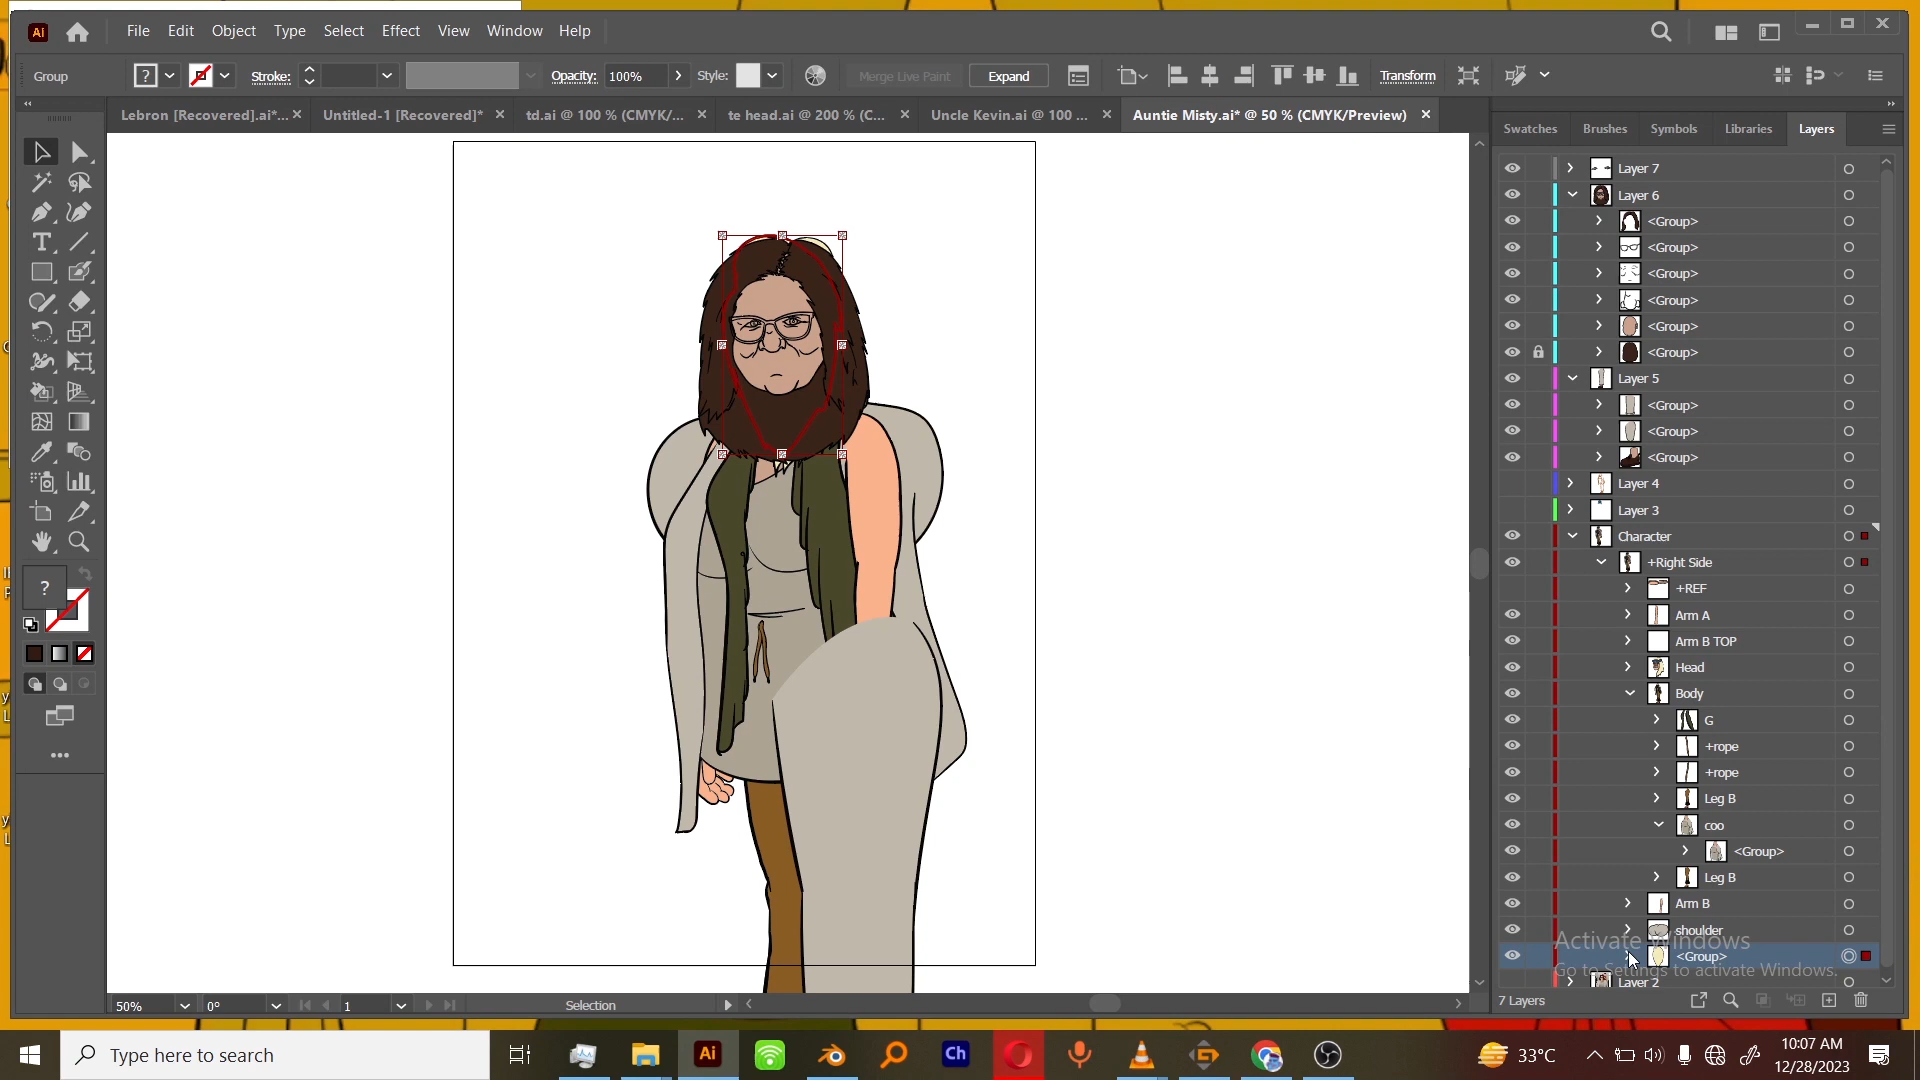 Ai File Edit Object Type Select Effect View Window Help
Group ? Stroke: Opacity: 100% Style: Merge Live Paint Expand Transform
Lebron [Recovered].ai*... Untitled-1 [Recovered]* td.ai @ 100 % (CMYK/... te head.ai @ 200 % (C... Uncle Kevin.ai @ 100 ... Auntie Misty.ai* @ 50 % (CMYK/Preview)
Swatches Brushes Symbols Libraries Layers
Layer 7
Layer 6
<Group>
<Group>
<Group>
<Group>
<Group>
<Group>
Layer 5
<Group>
<Group>
<Group>
Layer 4
Layer 3
Character
+Right Side
+REF
Arm A
Arm B TOP
Head
Body
G
+rope
+rope
Leg B
coo
<Group>
Leg B
Arm B
shoulder
<Group>
Layer 2
Activate Windows
Go to Settings to activate Windows.
?
50% 0° 1 Selection
7 Layers
Type here to search
Ai
Ch
33°C
10:07 AM
12/28/2023